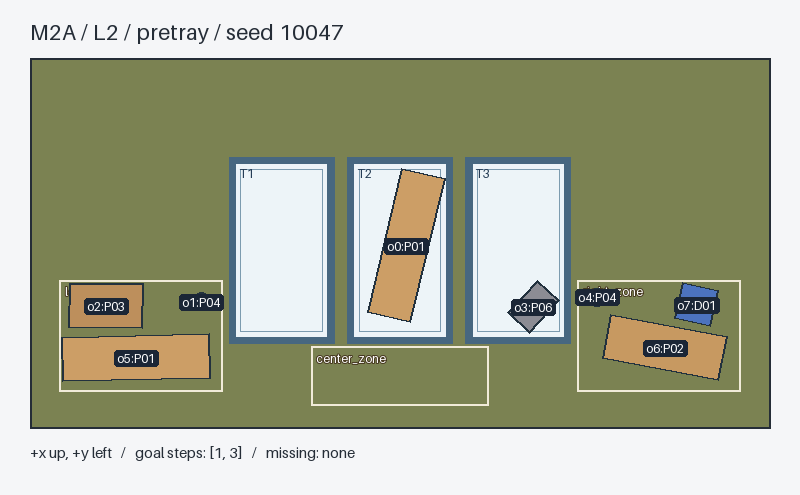 M2A / L2 / pretray / seed 10047
T1
T2
T3
o0:P01
o2:P03
o1:P04
o4:P04
o3:P06
o7:D01
o5:P01
o6:P02
center_zone
+x up, +y left / goal steps: [1, 3] / missing: none